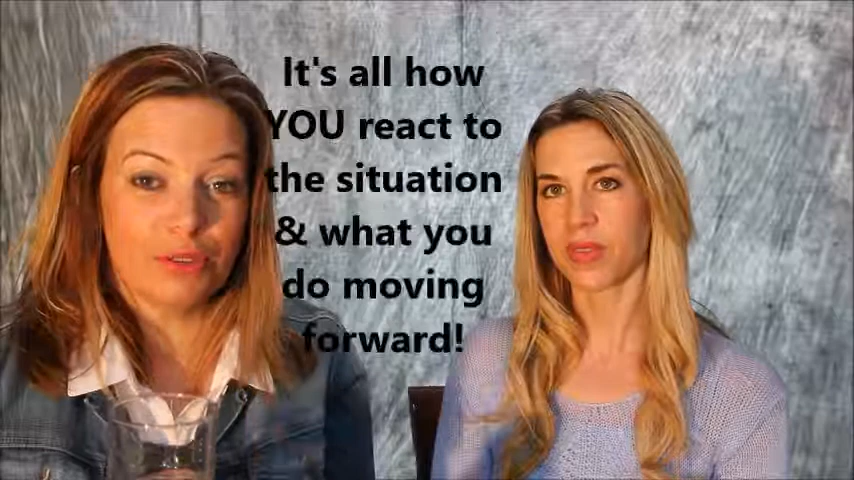 It's all how
YOU react to
the situation
& what you
do moving
forward!